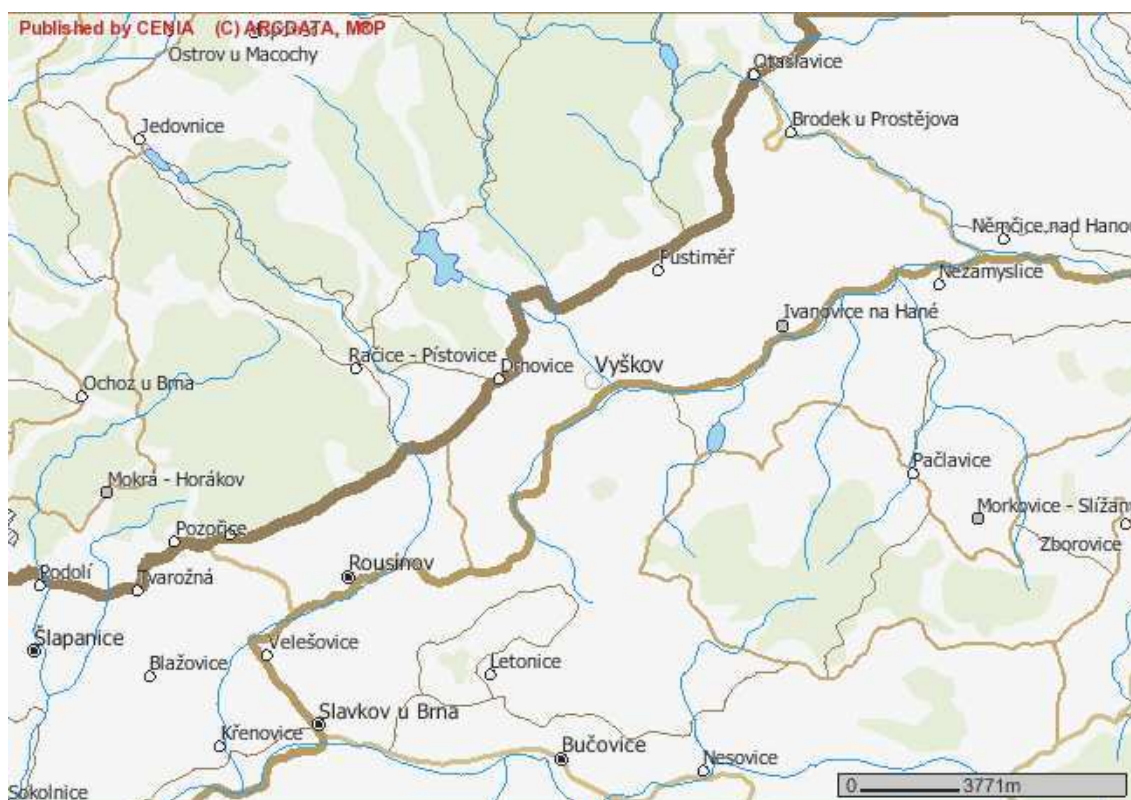 Published by CENIA (C) ARCDATA, MŽP
Ostrov u Macochy
Otaslavice
Jedovnice
Brodek u Prostějova
Němčice nad Hanou
Pustiměř
Nezamyslice
Ivanovice na Hané
Račice - Pístovice
Drnovice
Vyškov
Ochoz u Brna
Mokrá - Horákov
Pačlavice
Morkovice - Slížan
Pozořice
Zborovice
Podolí
Tvarožná
Rousínov
Šlapanice
Velešovice
Blažovice
Letonice
Slavkov u Brna
Křenovice
Bučovice
Nesovice
Sokolnice
0 3771m